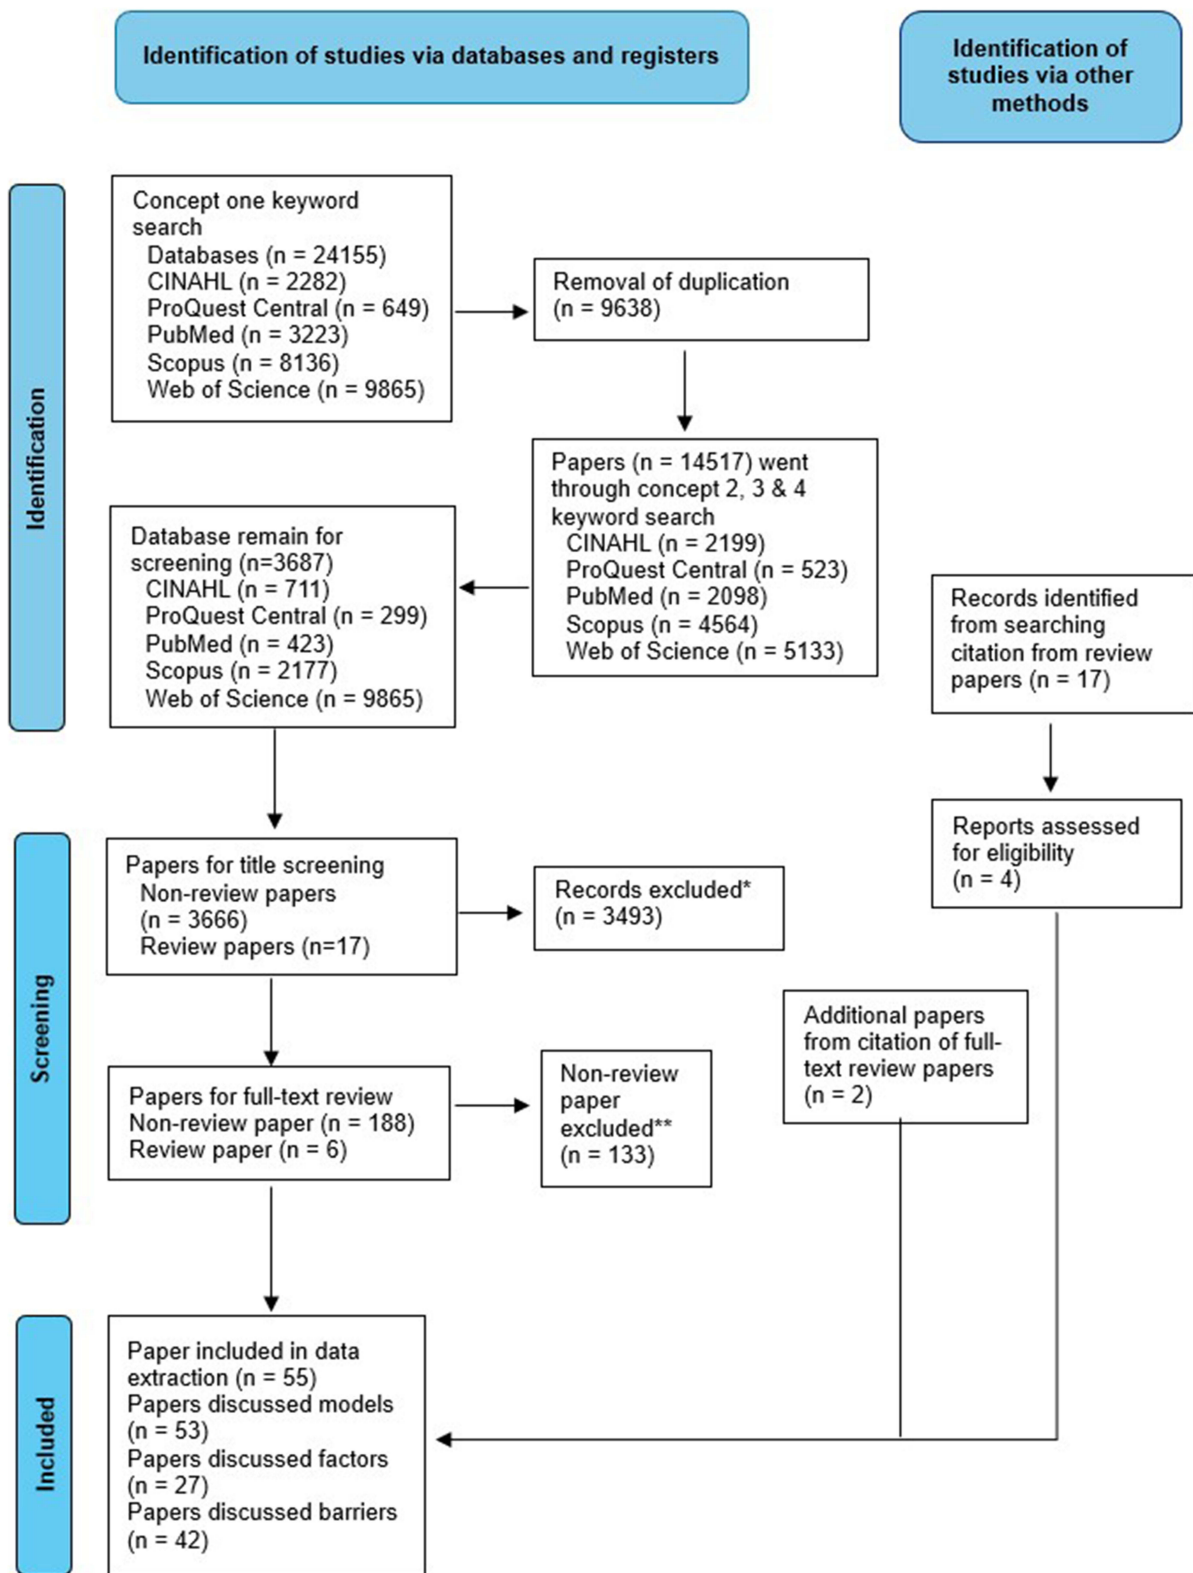 Identification of studies via databases and registers
Identification of
studies via other
methods
Identification
Concept one keyword
search
Databases (n = 24155)
CINAHL (n = 2282)
ProQuest Central (n = 649)
PubMed (n = 3223)
Scopus (n = 8136)
Web of Science (n = 9865)
Removal of duplication
(n = 9638)
Papers (n = 14517) went
through concept 2, 3 & 4
keyword search
CINAHL (n = 2199)
ProQuest Central (n = 523)
PubMed (n = 2098)
Scopus (n = 4564)
Web of Science (n = 5133)
Database remain for
screening (n=3687)
CINAHL (n = 711)
ProQuest Central (n = 299)
PubMed (n = 423)
Scopus (n = 2177)
Web of Science (n = 9865)
Records identified
from searching
citation from review
papers (n = 17)
Reports assessed
for eligibility
(n = 4)
Screening
Papers for title screening
Non-review papers
(n = 3666)
Review papers (n=17)
Records excluded*
(n = 3493)
Additional papers
from citation of full-
text review papers
(n = 2)
Papers for full-text review
Non-review paper (n = 188)
Review paper (n = 6)
Non-review
paper
excluded**
(n = 133)
Included
Paper included in data
extraction (n = 55)
Papers discussed models
(n = 53)
Papers discussed factors
(n = 27)
Papers discussed barriers
(n = 42)